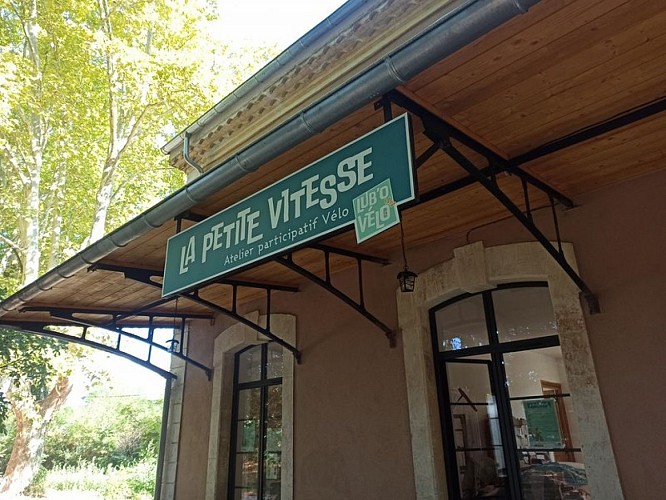 LA PETITE VITESSE
Atelier participatif Vélo
LUB'O
VÉLO